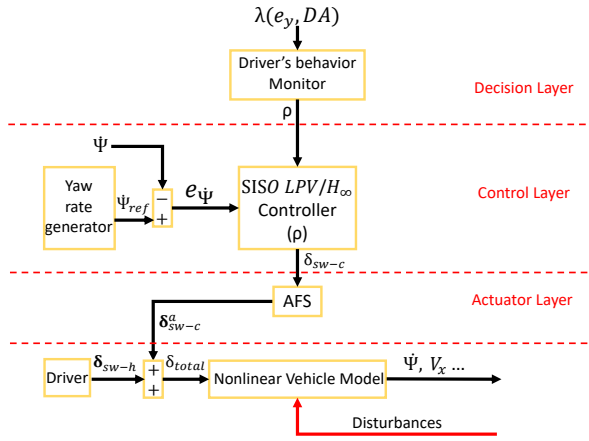 λ(e_y, DA)
Driver's behavior
Monitor
Decision Layer
ρ
Ψ̇
Yaw
rate
generator
Ψ̇_ref
−
+
e_Ψ̇
SISO LPV/H_∞
Controller
(ρ)
Control Layer
δ_sw−c
AFS
Actuator Layer
δ^a_sw−c
Driver
δ_sw−h
+
+
δ_total
Nonlinear Vehicle Model
Ψ̇, V_x ...
Disturbances